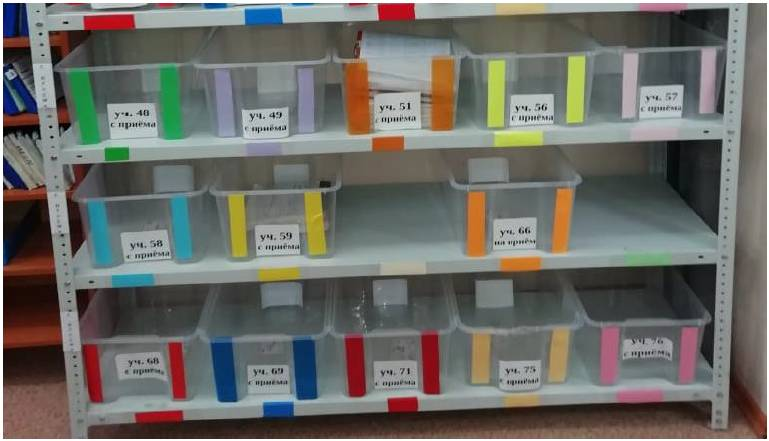 уч. 48
с приёма
уч. 49
с приёма
уч. 51
с приёма
уч. 56
с приёма
уч. 57
с приёма
уч. 58
с приёма
уч. 59
с приёма
уч. 66
на приём
уч. 68
с приёма
уч. 69
с приёма
уч. 71
с приёма
уч. 75
с приёма
уч. 76
с приёма